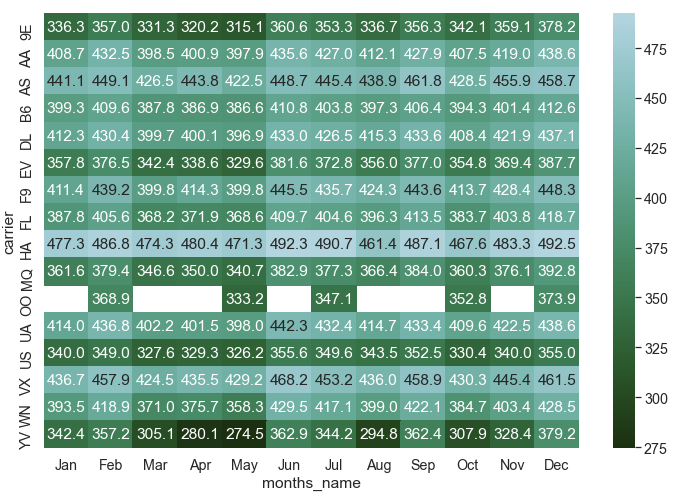 9E 336.3 357.0 331.3 320.2 315.1 360.6 353.3 336.7 356.3 342.1 359.1 378.2
AA 408.7 432.5 398.5 400.9 397.9 435.6 427.0 412.1 427.9 407.5 419.0 438.6
AS 441.1 449.1 426.5 443.8 422.5 448.7 445.4 438.9 461.8 428.5 455.9 458.7
B6 399.3 409.6 387.8 386.9 386.6 410.8 403.8 397.3 406.4 394.3 401.4 412.6
DL 412.3 430.4 399.7 400.1 396.9 433.0 426.5 415.3 433.6 408.4 421.9 437.1
EV 357.8 376.5 342.4 338.6 329.6 381.6 372.8 356.0 377.0 354.8 369.4 387.7
F9 411.4 439.2 399.8 414.3 399.8 445.5 435.7 424.3 443.6 413.7 428.4 448.3
FL 387.8 405.6 368.2 371.9 368.6 409.7 404.6 396.3 413.5 383.7 403.8 418.7
HA 477.3 486.8 474.3 480.4 471.3 492.3 490.7 461.4 487.1 467.6 483.3 492.5
MQ 361.6 379.4 346.6 350.0 340.7 382.9 377.3 366.4 384.0 360.3 376.1 392.8
OO 368.9 333.2 347.1 352.8 373.9
UA 414.0 436.8 402.2 401.5 398.0 442.3 432.4 414.7 433.4 409.6 422.5 438.6
US 340.0 349.0 327.6 329.3 326.2 355.6 349.6 343.5 352.5 330.4 340.0 355.0
VX 436.7 457.9 424.5 435.5 429.2 468.2 453.2 436.0 458.9 430.3 445.4 461.5
WN 393.5 418.9 371.0 375.7 358.3 429.5 417.1 399.0 422.1 384.7 403.4 428.5
YV 342.4 357.2 305.1 280.1 274.5 362.9 344.2 294.8 362.4 307.9 328.4 379.2
Jan Feb Mar Apr May Jun Jul Aug Sep Oct Nov Dec
months_name
carrier
475
450
425
400
375
350
325
300
275